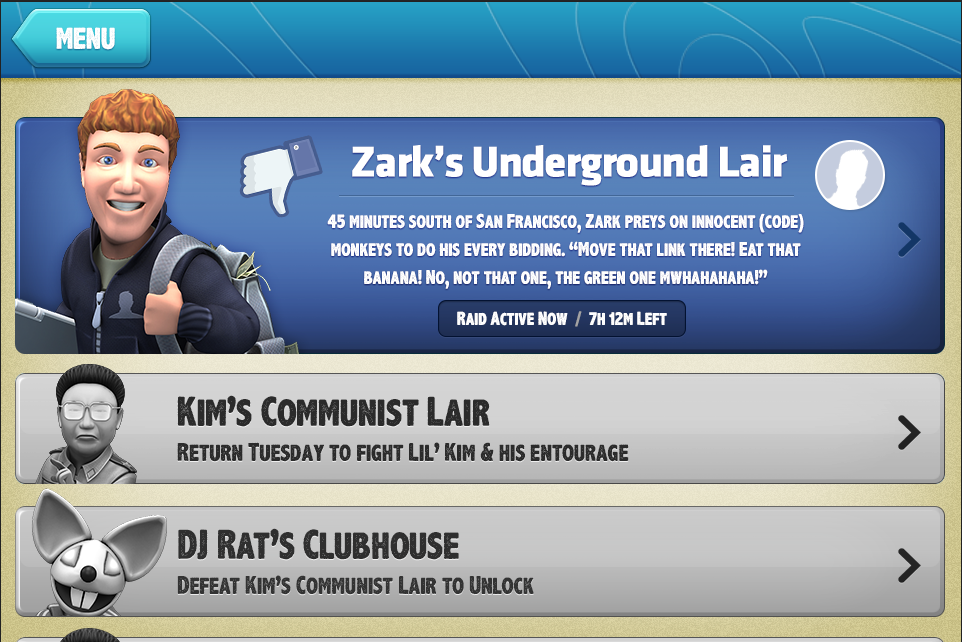 MENU
Zark's Underground Lair
45 minutes south of San Francisco, Zark preys on innocent (code)
monkeys to do his every bidding. “Move that link there! Eat that
banana! No, not that one, the green one mwhahahaha!”
Raid Active Now / 7h 12m Left
Kim's Communist Lair
Return Tuesday to fight Lil' Kim & his entourage
DJ Rat's Clubhouse
Defeat Kim's Communist Lair to Unlock